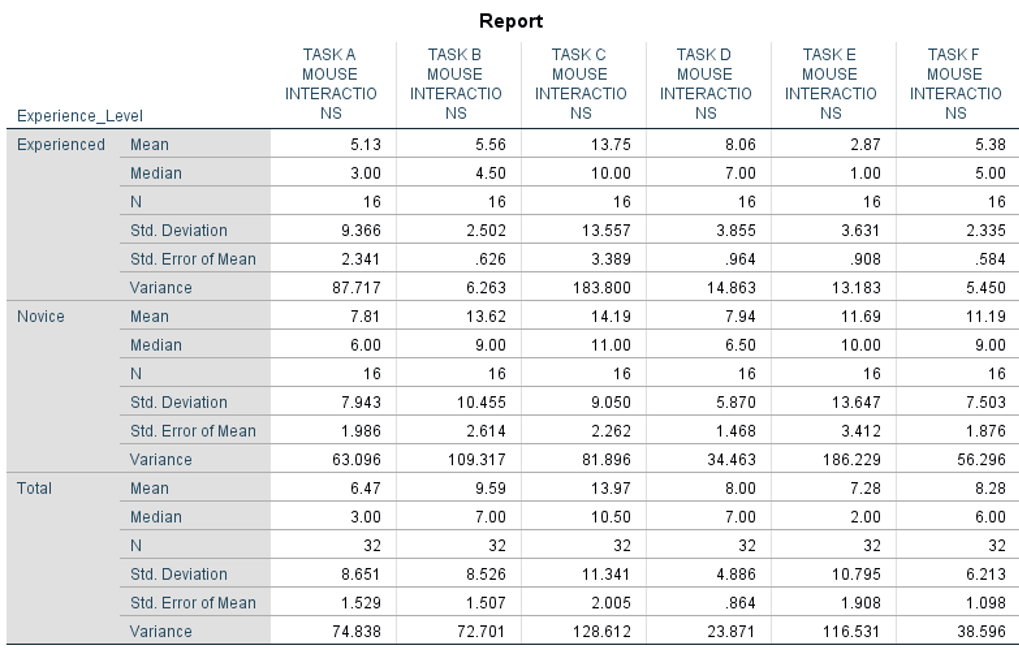 Report
Experience_Level TASK A MOUSE INTERACTIO NS TASK B MOUSE INTERACTIO NS TASK C MOUSE INTERACTIO NS TASK D MOUSE INTERACTIO NS TASK E MOUSE INTERACTIO NS TASK F MOUSE INTERACTIO NS
Experienced Mean 5.13 5.56 13.75 8.06 2.87 5.38
Median 3.00 4.50 10.00 7.00 1.00 5.00
N 16 16 16 16 16 16
Std. Deviation 9.366 2.502 13.557 3.855 3.631 2.335
Std. Error of Mean 2.341 .626 3.389 .964 .908 .584
Variance 87.717 6.263 183.800 14.863 13.183 5.450
Novice Mean 7.81 13.62 14.19 7.94 11.69 11.19
Median 6.00 9.00 11.00 6.50 10.00 9.00
N 16 16 16 16 16 16
Std. Deviation 7.943 10.455 9.050 5.870 13.647 7.503
Std. Error of Mean 1.986 2.614 2.262 1.468 3.412 1.876
Variance 63.096 109.317 81.896 34.463 186.229 56.296
Total Mean 6.47 9.59 13.97 8.00 7.28 8.28
Median 3.00 7.00 10.50 7.00 2.00 6.00
N 32 32 32 32 32 32
Std. Deviation 8.651 8.526 11.341 4.886 10.795 6.213
Std. Error of Mean 1.529 1.507 2.005 .864 1.908 1.098
Variance 74.838 72.701 128.612 23.871 116.531 38.596